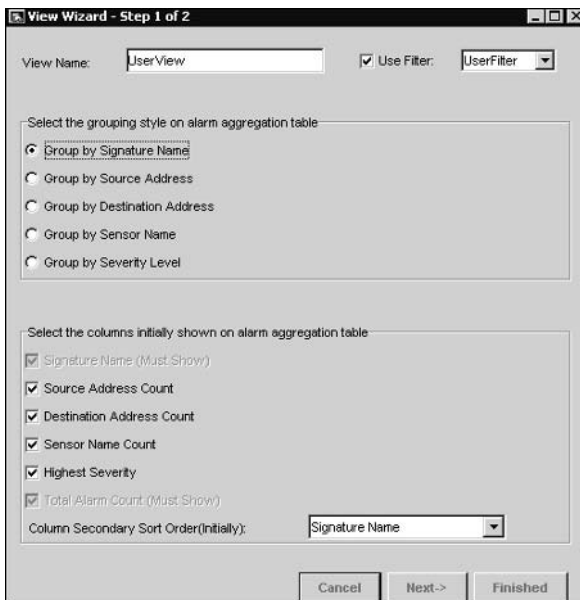 View Wizard - Step 1 of 2
View Name: UserView Use Filter: UserFilter
Select the grouping style on alarm aggregation table
Group by Signature Name
Group by Source Address
Group by Destination Address
Group by Sensor Name
Group by Severity Level
Select the columns initially shown on alarm aggregation table
Signature Name (Must Show)
Source Address Count
Destination Address Count
Sensor Name Count
Highest Severity
Total Alarm Count (Must Show)
Column Secondary Sort Order(Initially): Signature Name
Cancel Next-> Finished